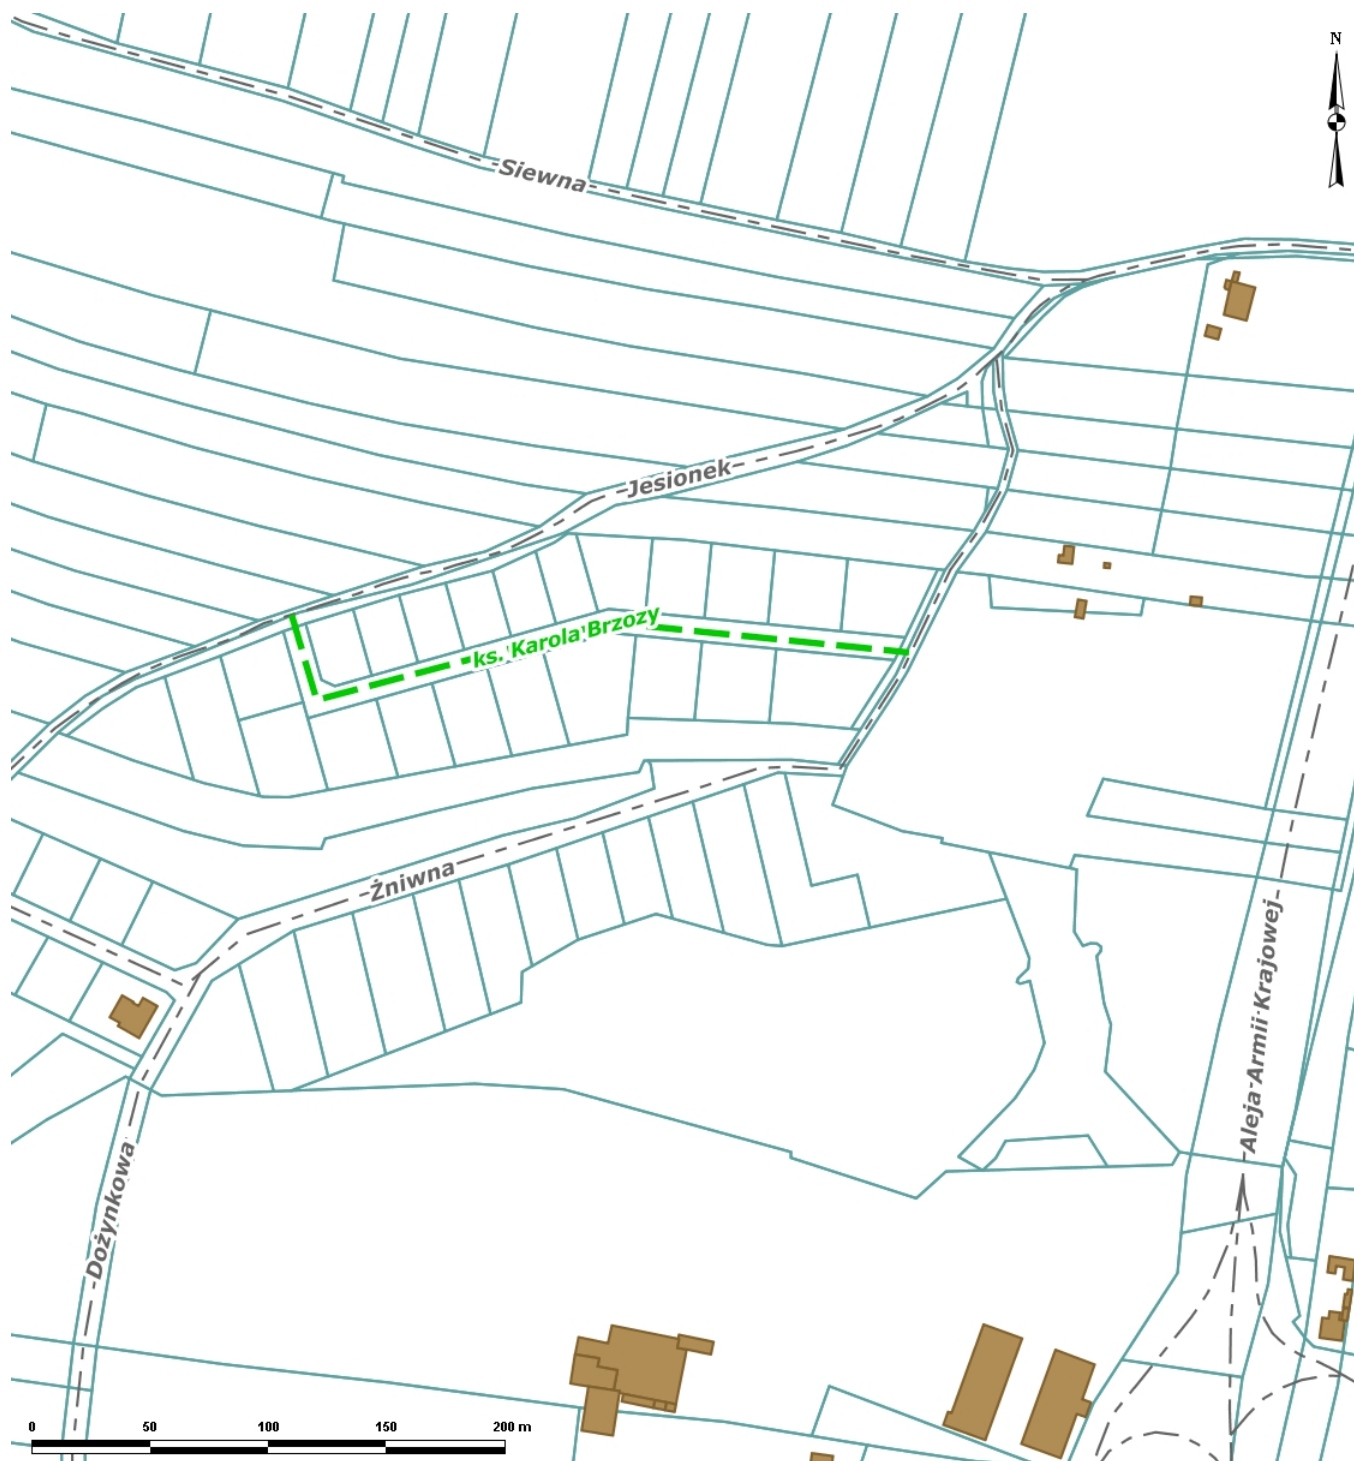 N
Siewna
Jesionek
ks. Karola Brzozy
Żniwna
Aleja Armii Krajowej
Dożynkowa
0 50 100 150 200 m